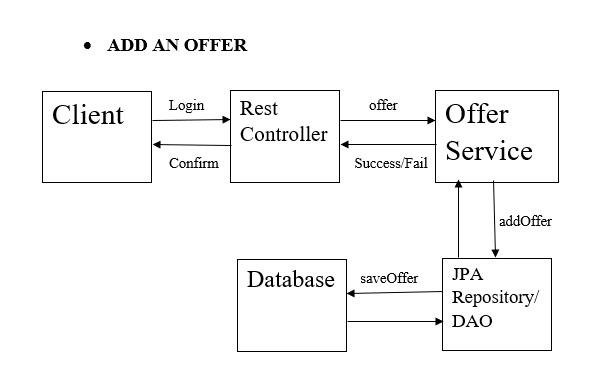 • ADD AN OFFER
Client
Login
Confirm
Rest
Controller
offer
Success/Fail
Offer
Service
addOffer
Database
saveOffer
JPA
Repository/
DAO